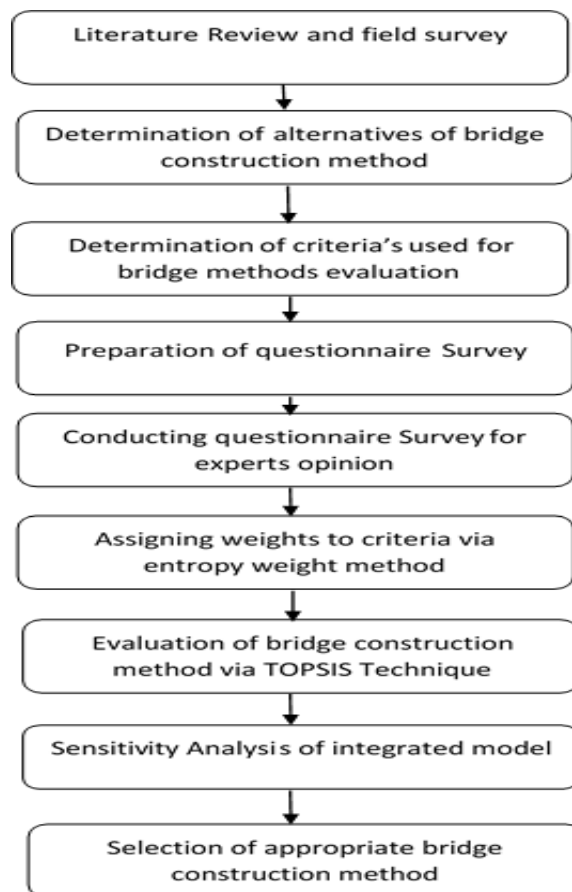 Literature Review and field survey
Determination of alternatives of bridge
construction method
Determination of criteria's used for
bridge methods evaluation
Preparation of questionnaire Survey
Conducting questionnaire Survey for
experts opinion
Assigning weights to criteria via
entropy weight method
Evaluation of bridge construction
method via TOPSIS Technique
Sensitivity Analysis of integrated model
Selection of appropriate bridge
construction method